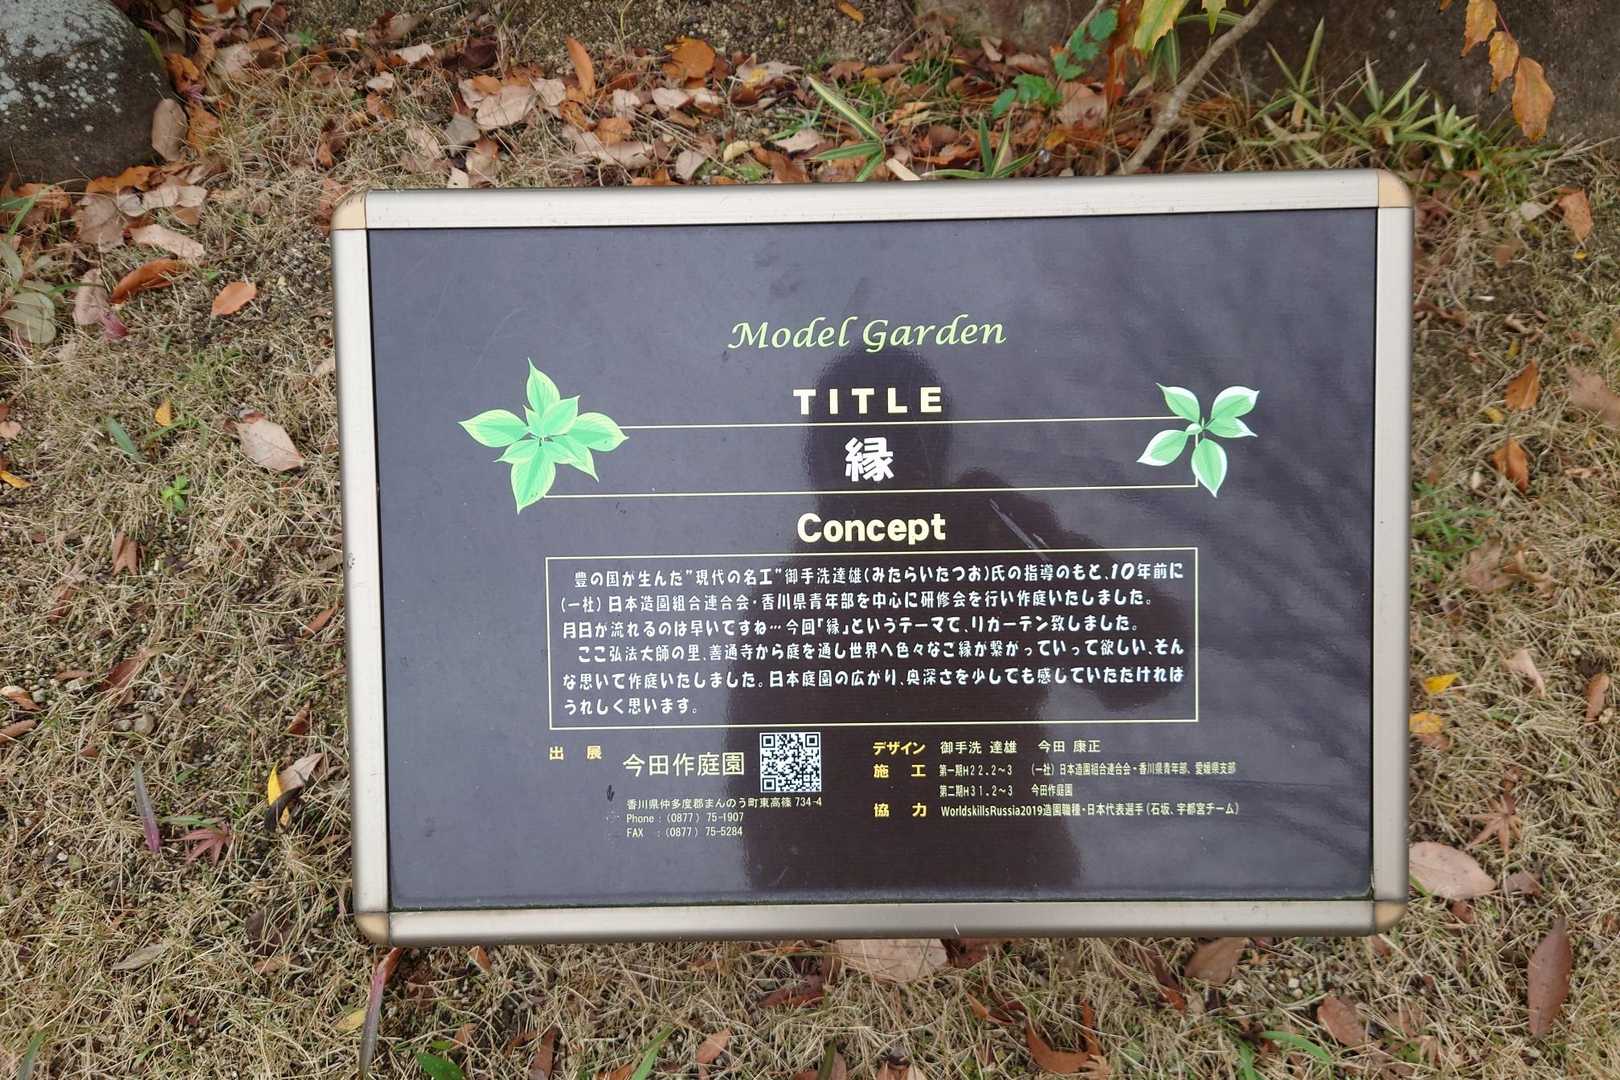 Model Garden
TITLE
縁
Concept
豊の国が生んだ"現代の名工"御手洗達雄(みたらいたつお)氏の指導のもと、10年前に
(一社)日本造園組合連合会・香川県青年部を中心に研修会を行い作庭いたしました。
月日が流れるのは早いですね…今回「縁」というテーマで、リガーデン致しました。
ここ弘法大師の里、善通寺から庭を通し世界へ色々なご縁が繋がっていって欲しい、そん
な思いで作庭いたしました。日本庭園の広がり、奥深さを少しでも感じていただければ
うれしく思います。
出 展 今田作庭園
香川県仲多度郡まんのう町東高篠 734-4
Phone : (0877) 75-1907
FAX : (0877) 75-5284
デザイン 御手洗 達雄 今田 康正
施 工 第一期H22.2～3 (一社)日本造園組合連合会・香川県青年部、愛媛県支部
第二期H31.2～3 今田作庭園
協 力 WorldskillsRussia2019造園職種・日本代表選手(石坂、宇都宮チーム)